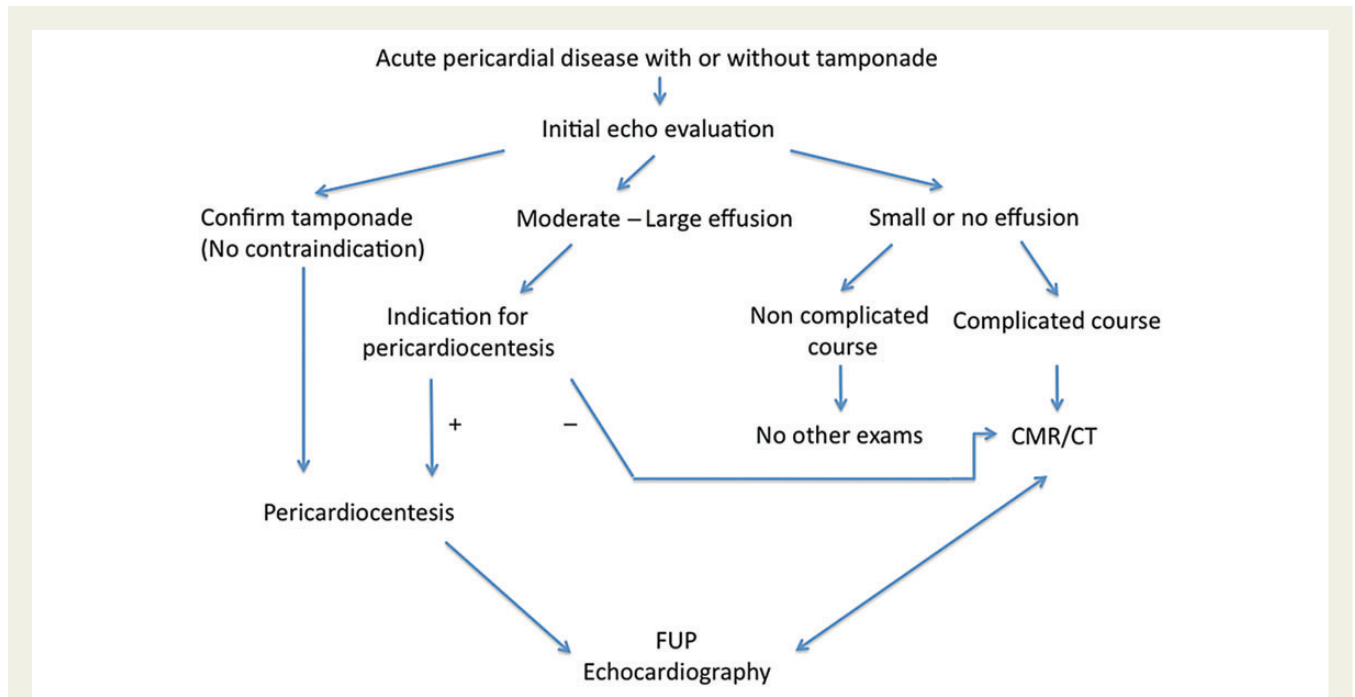 Acute pericardial disease with or without tamponade
Initial echo evaluation
Confirm tamponade
(No contraindication)
Moderate – Large effusion
Small or no effusion
Indication for
pericardiocentesis
Non complicated
course
Complicated course
+
–
No other exams
CMR/CT
Pericardiocentesis
FUP
Echocardiography